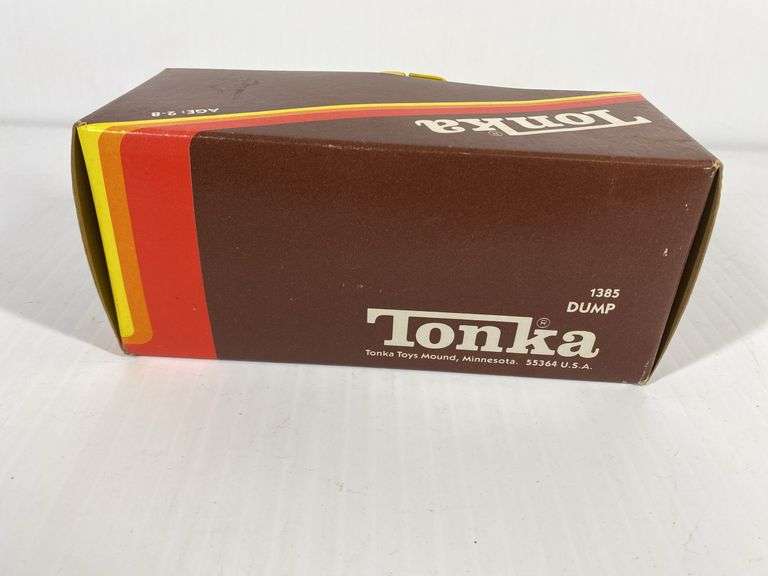 AGE: 2-8
Tonka®
1385
DUMP
Tonka®
Tonka Toys Mound, Minnesota. 55364 U.S.A.